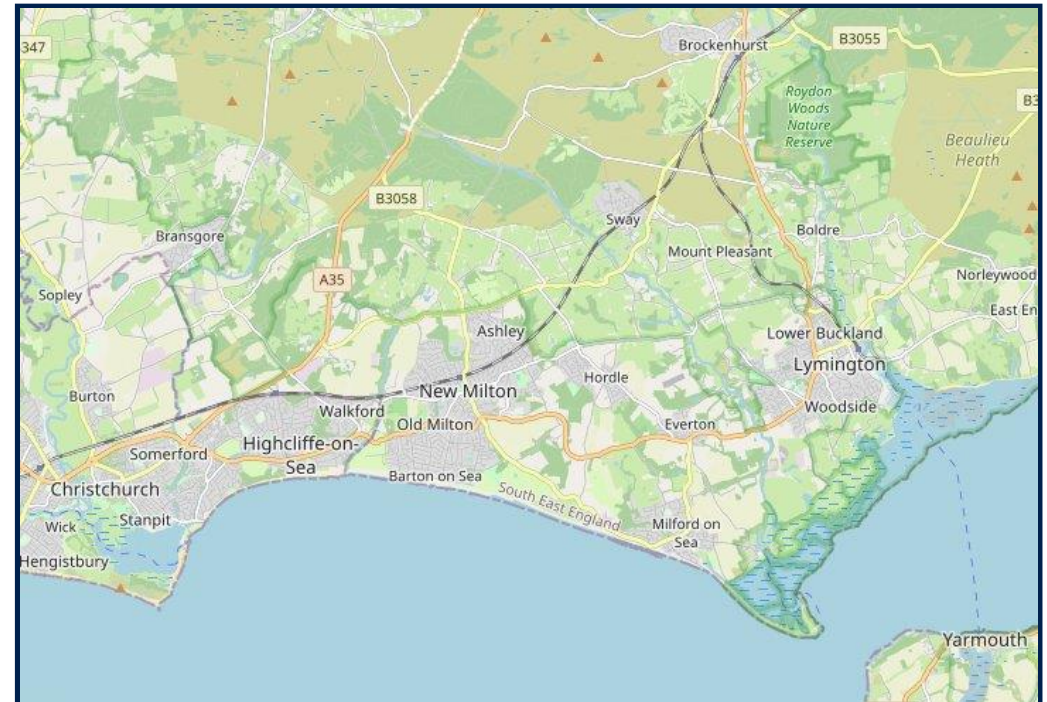 347
Brockenhurst
B3055
Roydon
Woods
Nature
Reserve
B3
Beaulieu
Heath
B3058
Sway
Boldre
Bransgore
Mount Pleasant
A35
Norleywood
Sopley
East En
Ashley
Lower Buckland
Lymington
Hordle
New Milton
Burton
Walkford
Woodside
Old Milton
Everton
Highcliffe-on-
Sea
Somerford
Barton on Sea
Christchurch
South East England
Stanpit
Wick
Milford on
Sea
Hengistbury
Yarmouth